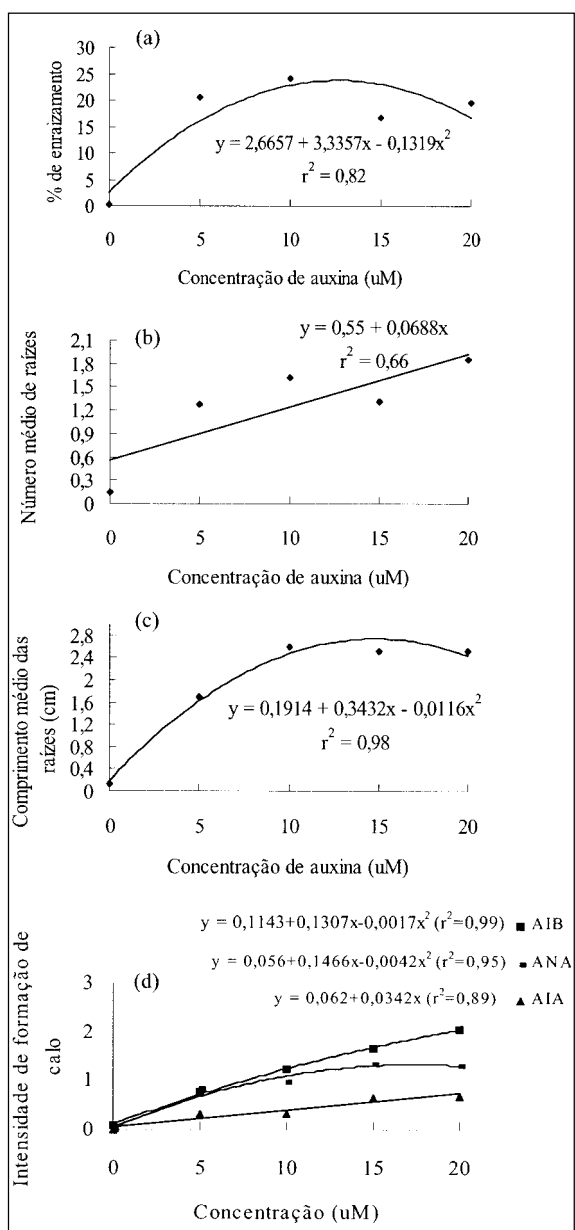 (a)
% de enraizamento
30
25
20
15
10
5
0
y = 2,6657 + 3,3357x - 0,1319x²
r² = 0,82
0 5 10 15 20
Concentração de auxina (uM)
(b)
Número médio de raízes
y = 0,55 + 0,0688x
r² = 0,66
2,1
1,8
1,5
1,2
0,9
0,6
0,3
0
0 5 10 15 20
Concentração de auxina (uM)
(c)
Comprimento médio das
raízes (cm)
2,8
2,4
2
1,6
1,2
0,8
0,4
0
y = 0,1914 + 0,3432x - 0,0116x²
r² = 0,98
0 5 10 15 20
Concentração de auxina (uM)
y = 0,1143+0,1307x-0,0017x² (r²=0,99) AIB
y = 0,056+0,1466x-0,0042x² (r²=0,95) ANA
y = 0,062+0,0342x (r²=0,89) AIA
(d)
Intensidade de formação de
calo
3
2
1
0
0 5 10 15 20
Concentração (uM)